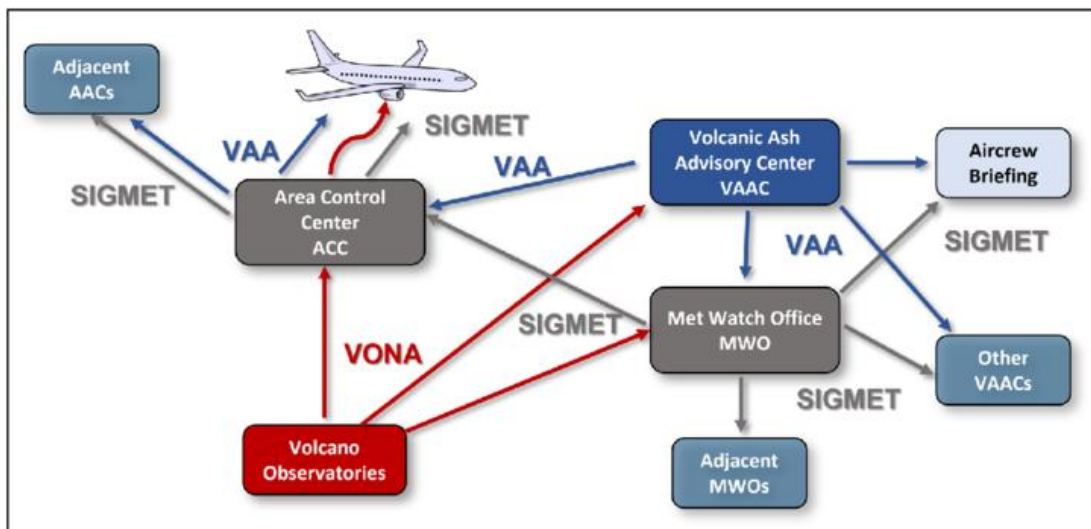 Adjacent
AACs
SIGMET
VAA
SIGMET
VAA
Volcanic Ash
Advisory Center
VAAC
Aircrew
Briefing
Area Control
Center
ACC
VAA
SIGMET
SIGMET
Met Watch Office
MWO
VONA
Other
VAACs
SIGMET
Volcano
Observatories
Adjacent
MWOs